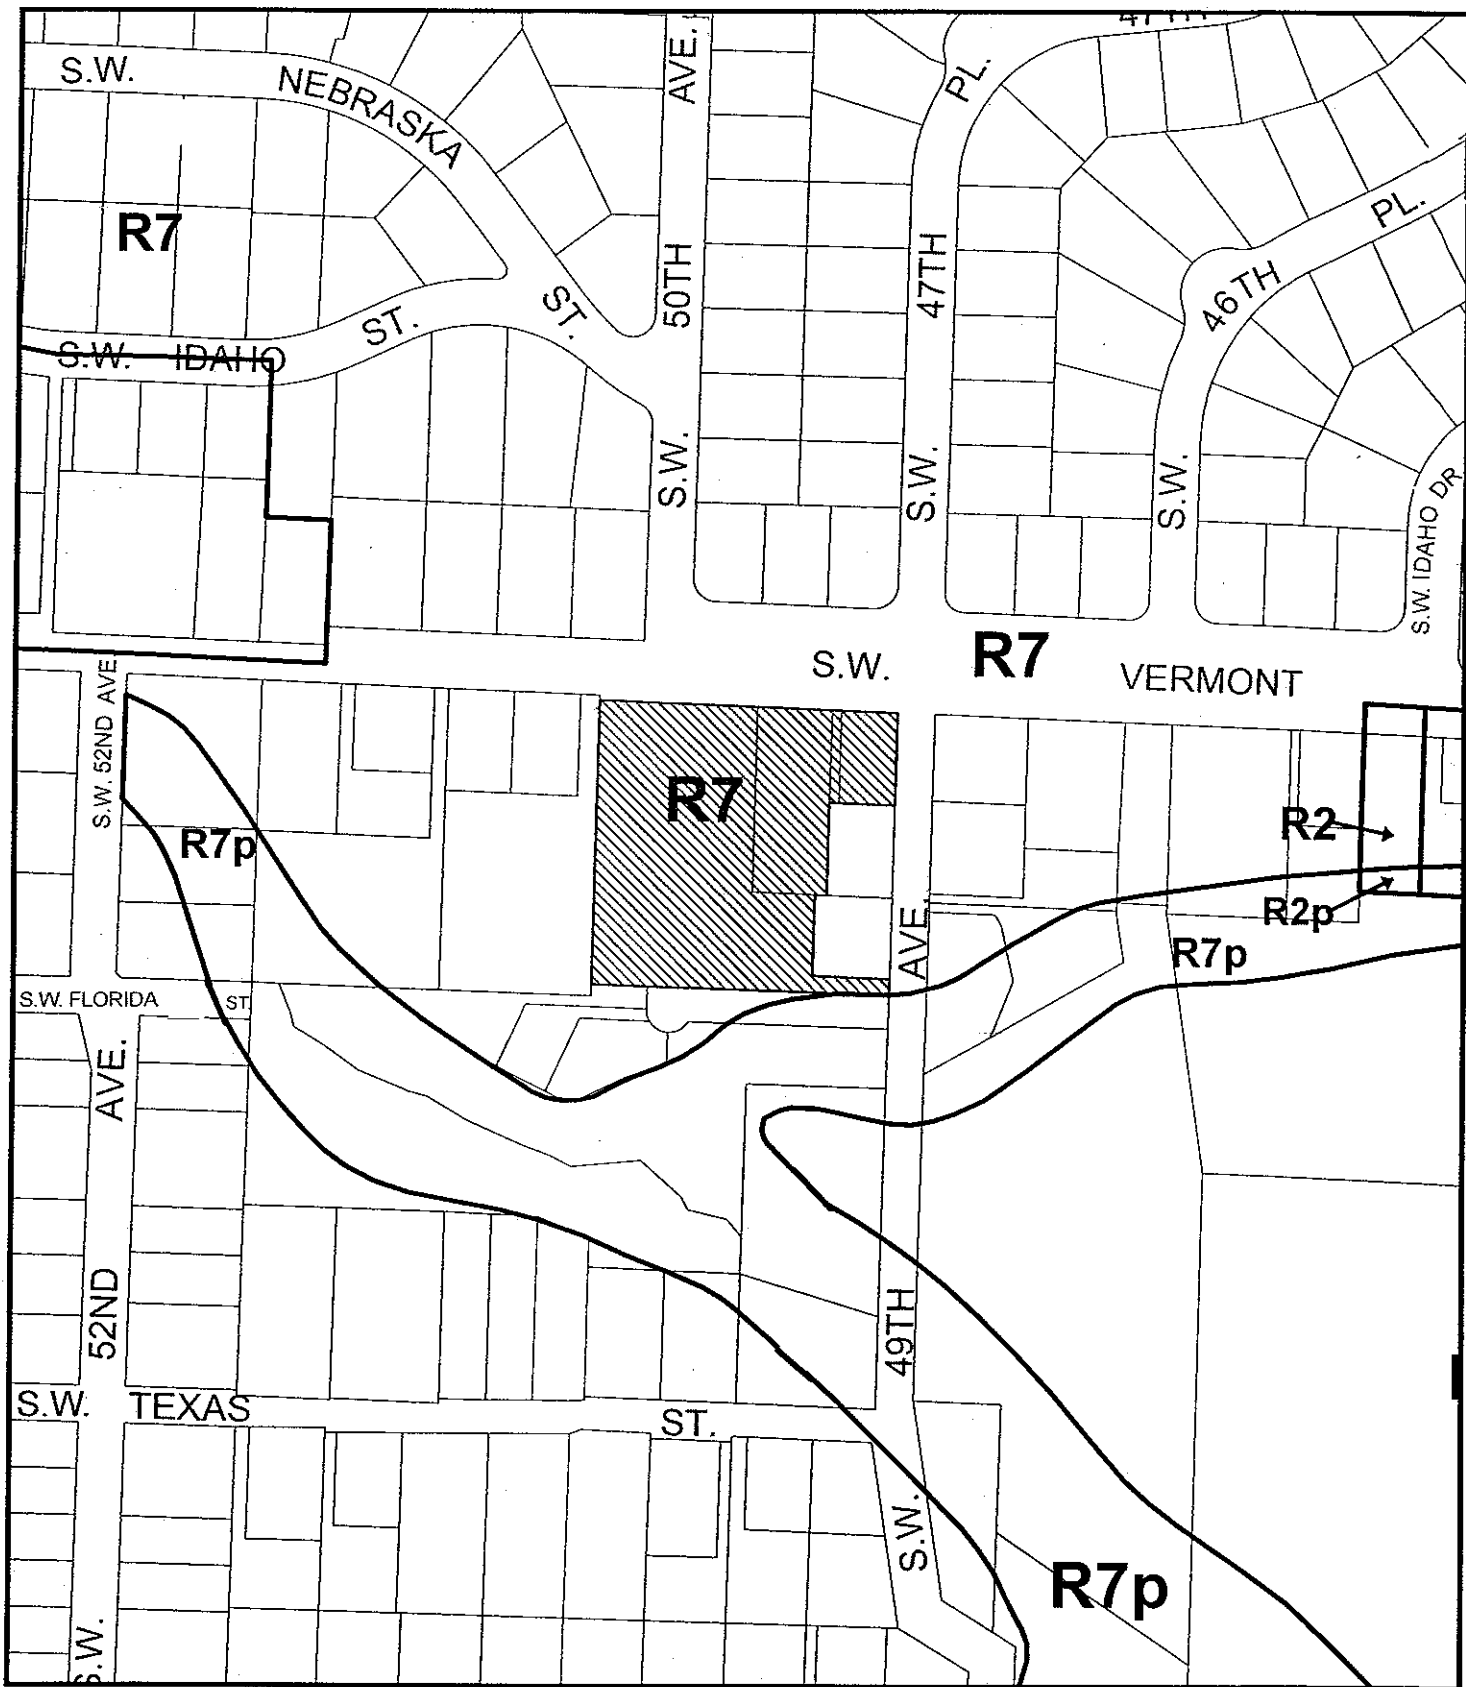 47TH
S.W. NEBRASKA ST.
AVE.
PL.
R7
PL.
50TH
47TH
46TH
S.W. IDAHO ST.
S.W.
S.W.
S.W.
S.W. IDAHO DR
S.W. R7 VERMONT
S.W. 52ND AVE
R7
R2
R7p
R2p
AVE.
R7p
S.W. FLORIDA ST.
AVE.
52ND
49TH
S.W. TEXAS ST.
S.W.
R7p
S.W.